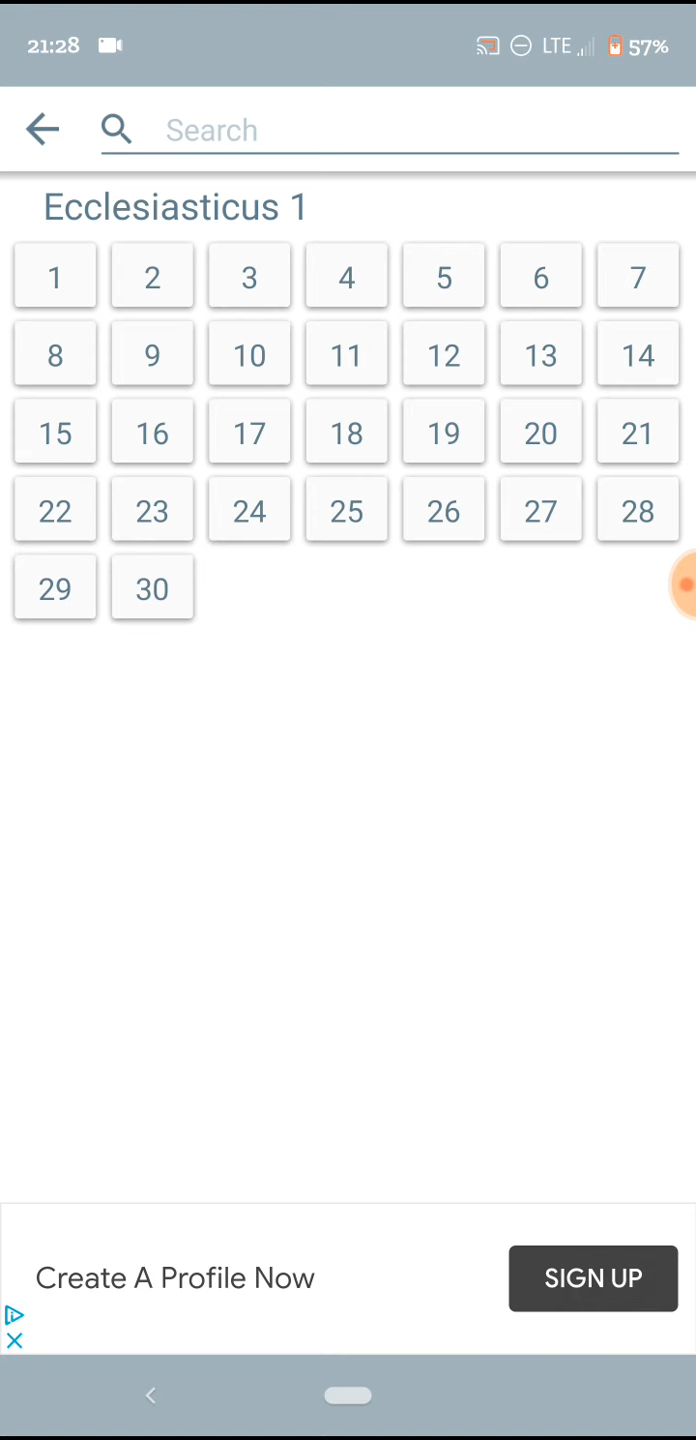 21:28 LTE 57%
Search
Ecclesiasticus 1
1 2 3 4 5 6 7
8 9 10 11 12 13 14
15 16 17 18 19 20 21
22 23 24 25 26 27 28
29 30
Create A Profile Now SIGN UP